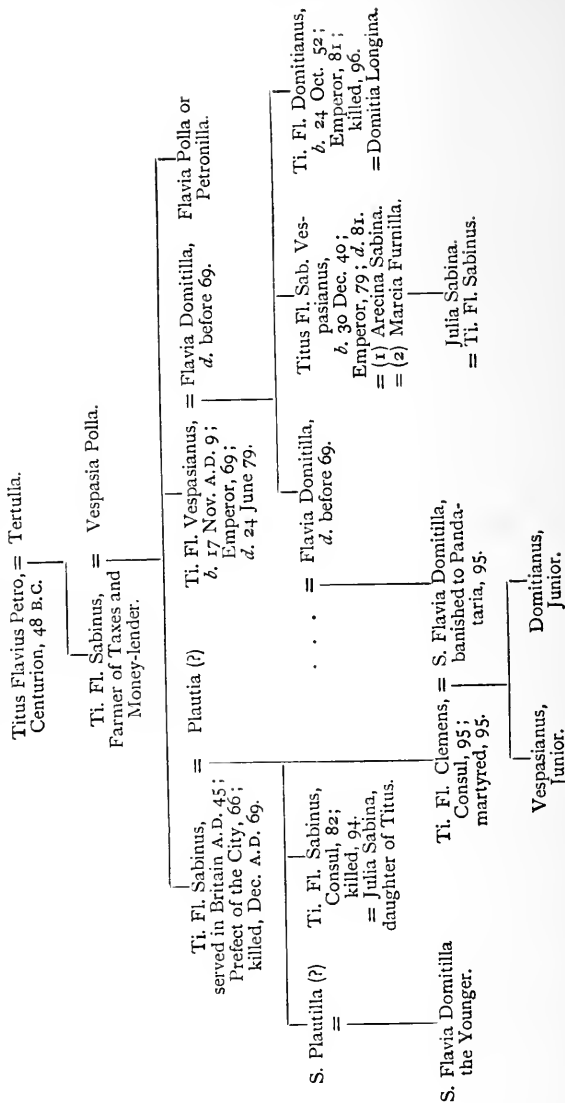 Titus Flavius Petro, = Tertulla.
Centurion, 48 B.C.
Ti. Fl. Sabinus, = Vespasia Polla.
Farmer of Taxes and
Money-lender.
Ti. Fl. Sabinus, = Plautia (?)
served in Britain A.D. 45;
Prefect of the City, 66;
killed, Dec. A.D. 69.
Ti. Fl. Vespasianus, = Flavia Domitilla,
b. 17 Nov. A.D. 9; d. before 69.
Emperor, 69;
d. 24 June 79.
Flavia Polla or
Petronilla.
S. Plautilla (?)
=
Ti. Fl. Sabinus,
Consul, 82;
killed, 94.
= Julia Sabina,
daughter of Titus.
. . . = Flavia Domitilla,
d. before 69.
Titus Fl. Sab. Ves-
pasianus,
b. 30 Dec. 40;
Emperor, 79; d. 81.
= (1) Arecina Sabina.
= (2) Marcia Furnilla.
Ti. Fl. Domitianus,
b. 24 Oct. 52;
Emperor, 81;
killed, 96.
= Domitia Longina.
S. Flavia Domitilla
the Younger.
Ti. Fl. Clemens, = S. Flavia Domitilla,
Consul, 95; banished to Panda-
martyred, 95. taria, 95.
Julia Sabina.
= Ti. Fl. Sabinus.
Vespasianus,
Junior.
Domitianus,
Junior.